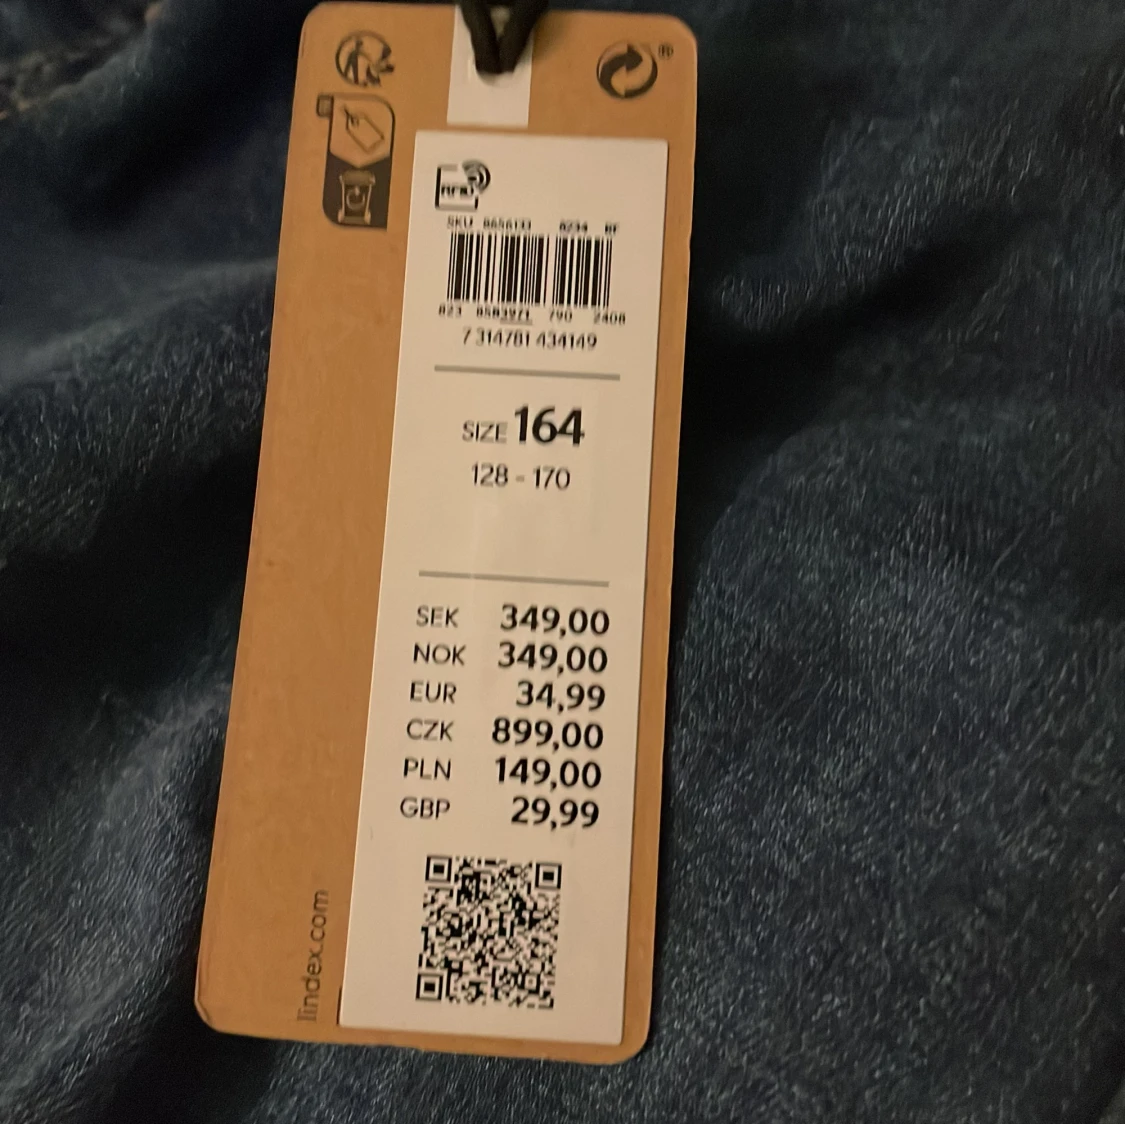 ®
RFID
SKU 8656133 8234 RF
823 8583971 790 2408
7 314781 434149
SIZE 164
128 - 170
SEK 349,00
NOK 349,00
EUR 34,99
CZK 899,00
PLN 149,00
GBP 29,99
lindex.com